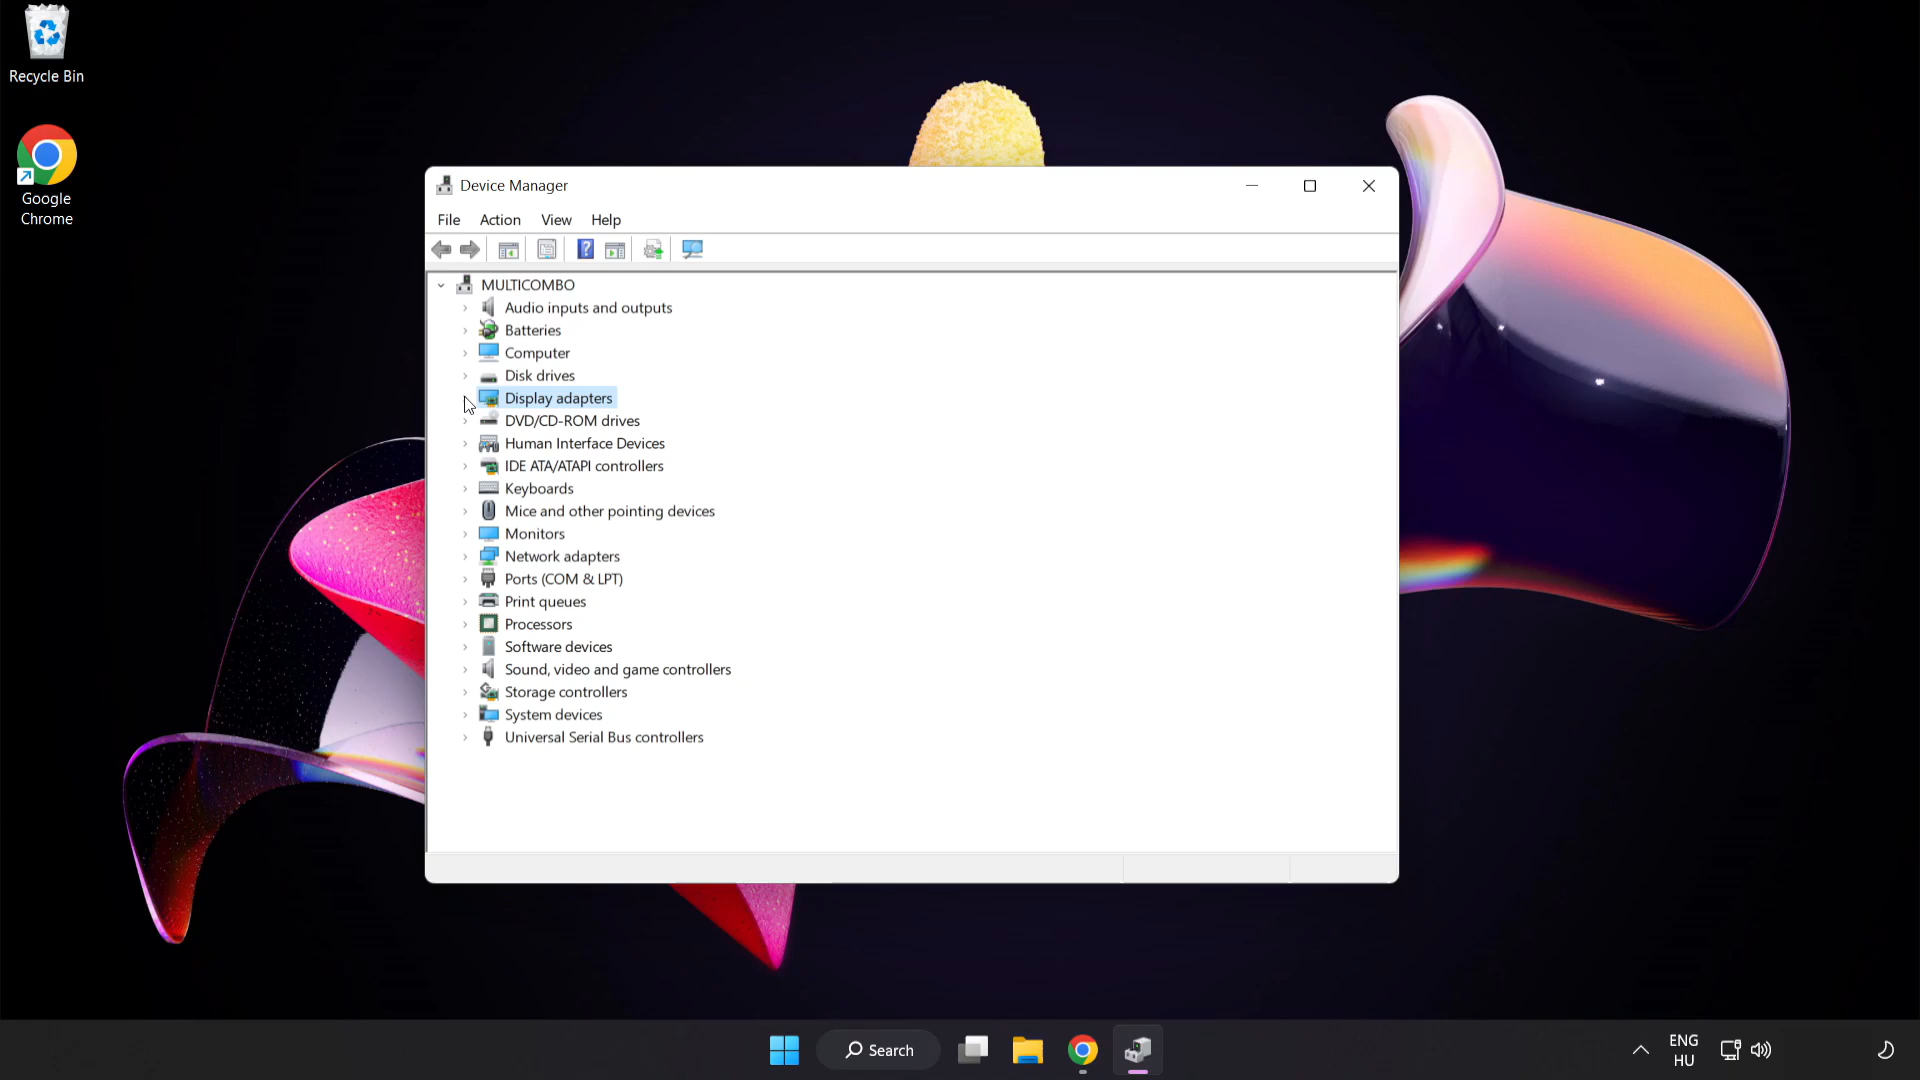 Recycle Bin
Google
Chrome
Device Manager
File Action View Help
MULTICOMBO
Audio inputs and outputs
Batteries
Computer
Disk drives
Display adapters
DVD/CD-ROM drives
Human Interface Devices
IDE ATA/ATAPI controllers
Keyboards
Mice and other pointing devices
Monitors
Network adapters
Ports (COM & LPT)
Print queues
Processors
Software devices
Sound, video and game controllers
Storage controllers
System devices
Universal Serial Bus controllers
Search
ENG
HU